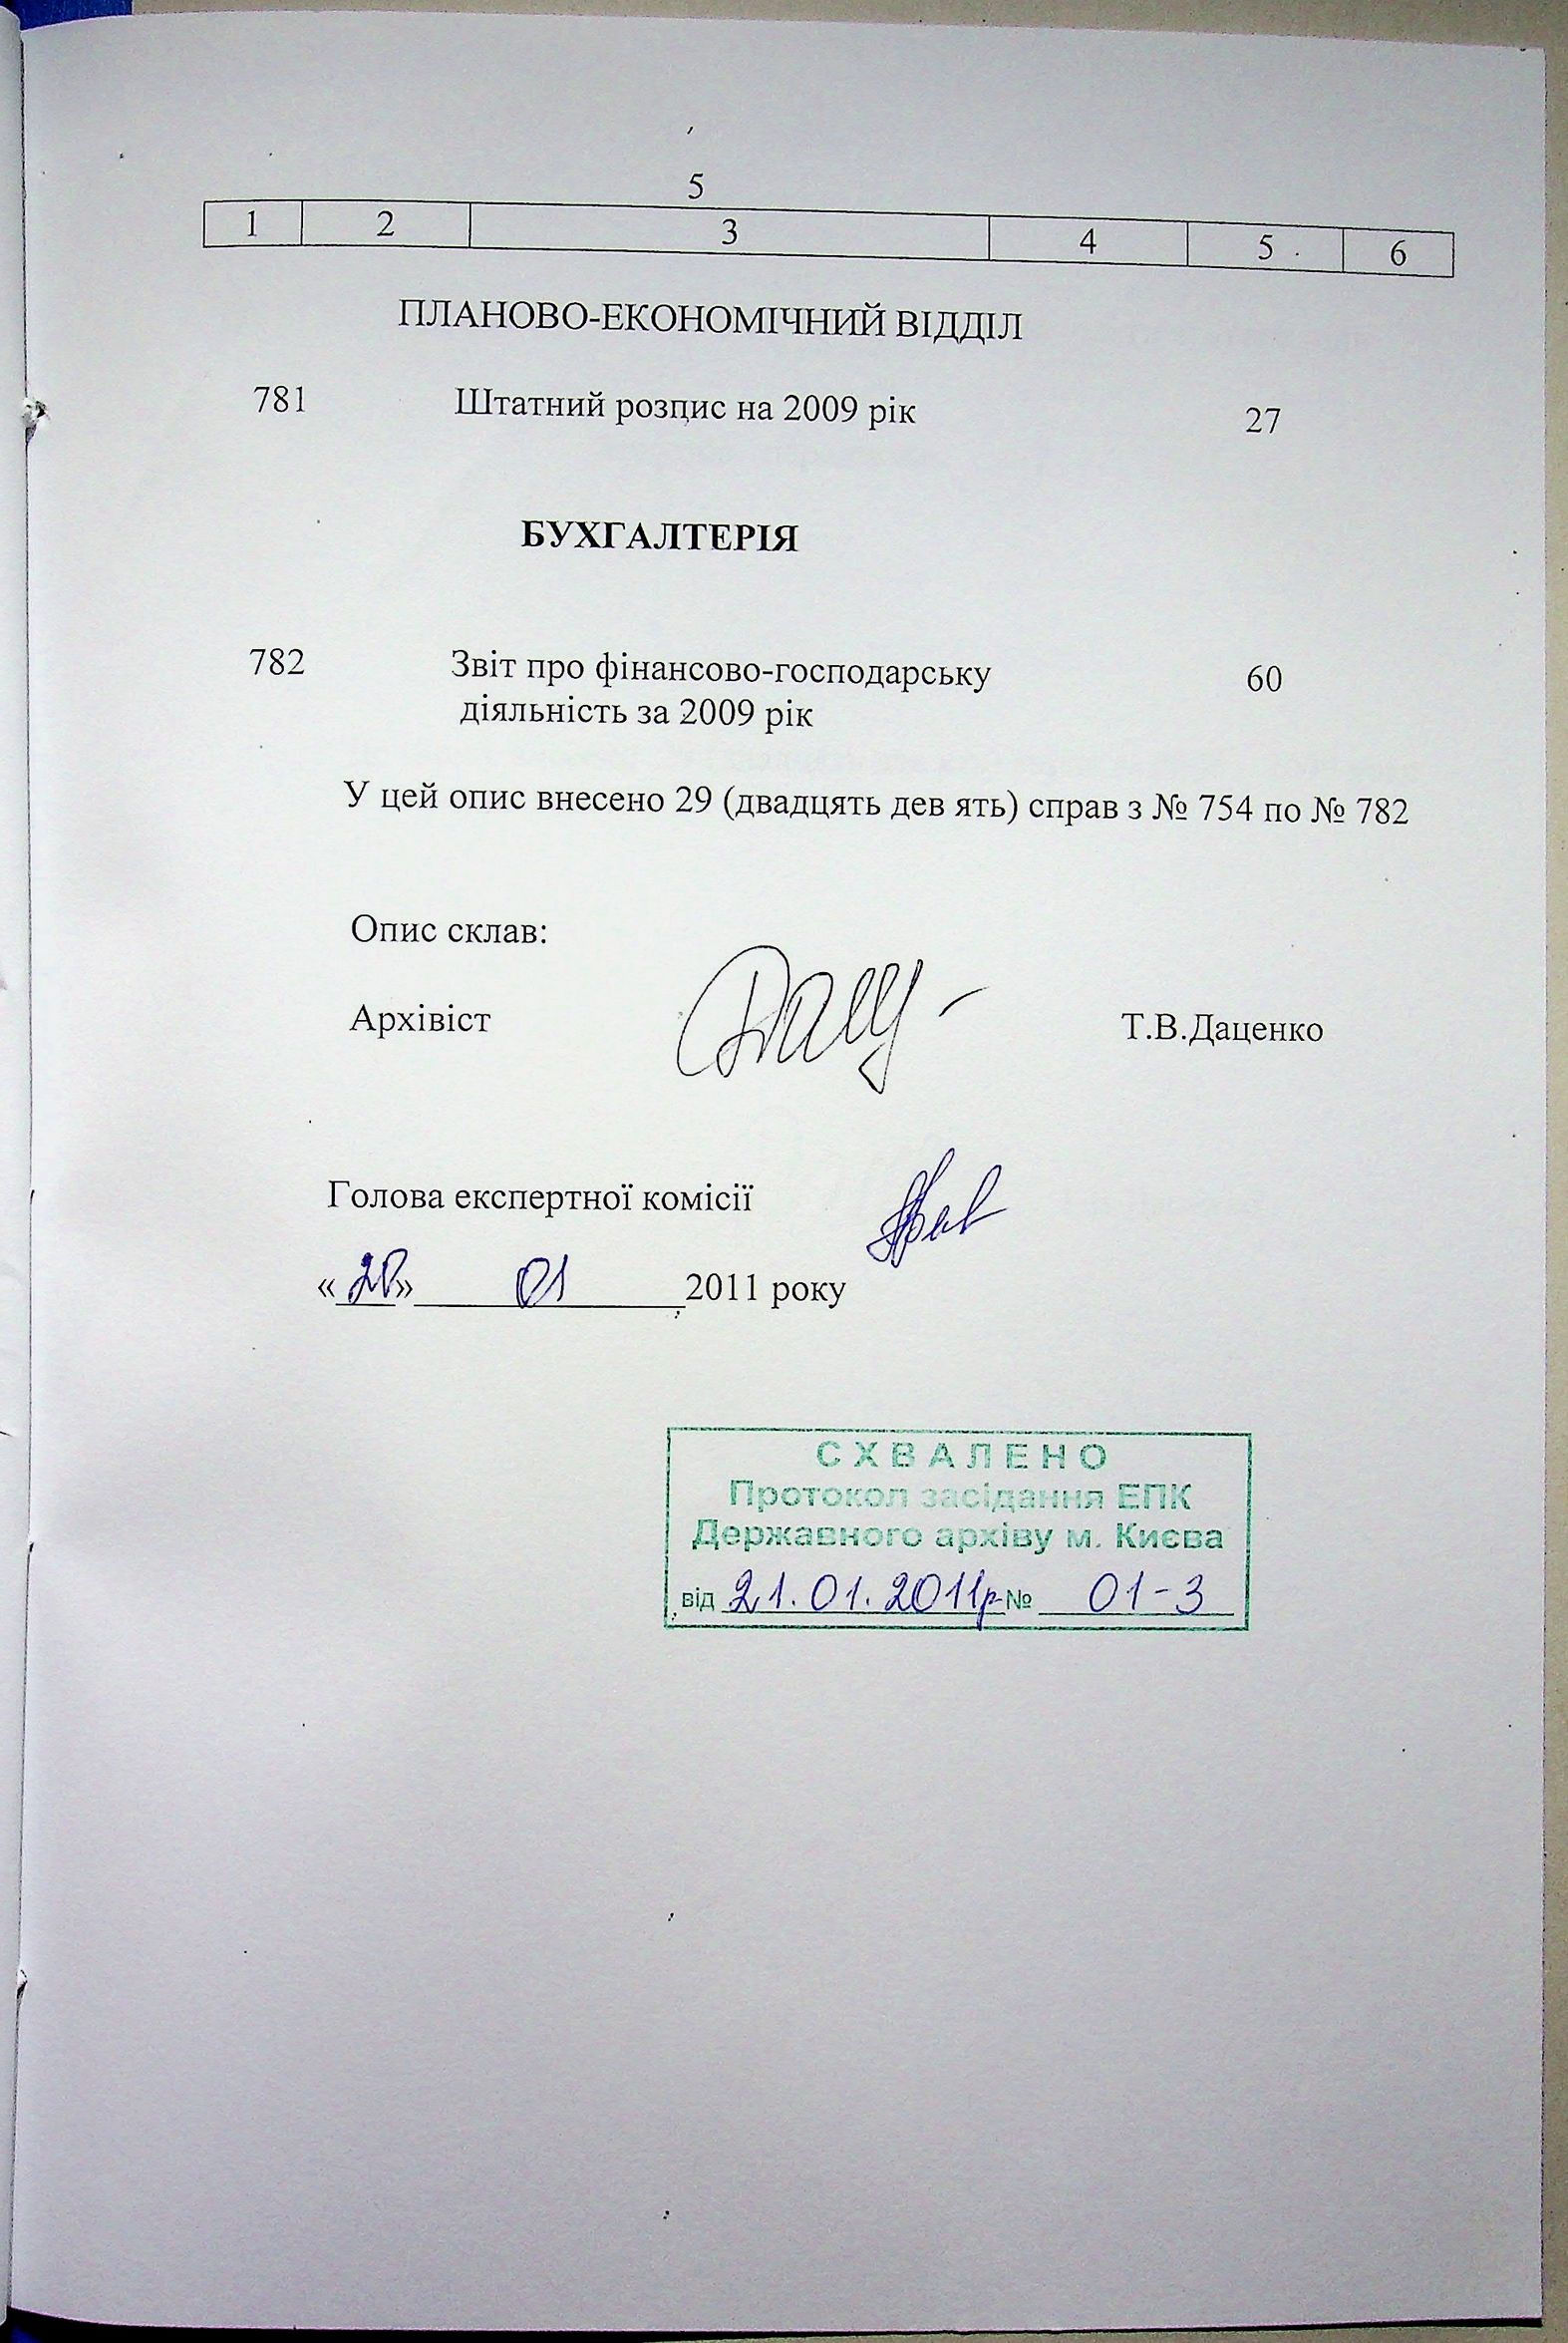 5
1 2 3 4 5 6
ПЛАНОВО-ЕКОНОМІЧНИЙ ВІДДІЛ
781 Штатний розпис на 2009 рік 27
БУХГАЛТЕРІЯ
782 Звіт про фінансово-господарську 60
діяльність за 2009 рік
У цей опис внесено 29 (двадцять дев ять) справ з № 754 по № 782
Опис склав:
Архівіст Т.В.Даценко
Голова експертної комісії
«20» 01 2011 року
СХВАЛЕНО
Протокол засідання ЕПК
Державного архіву м. Києва
від 21.01.2011р № 01-3